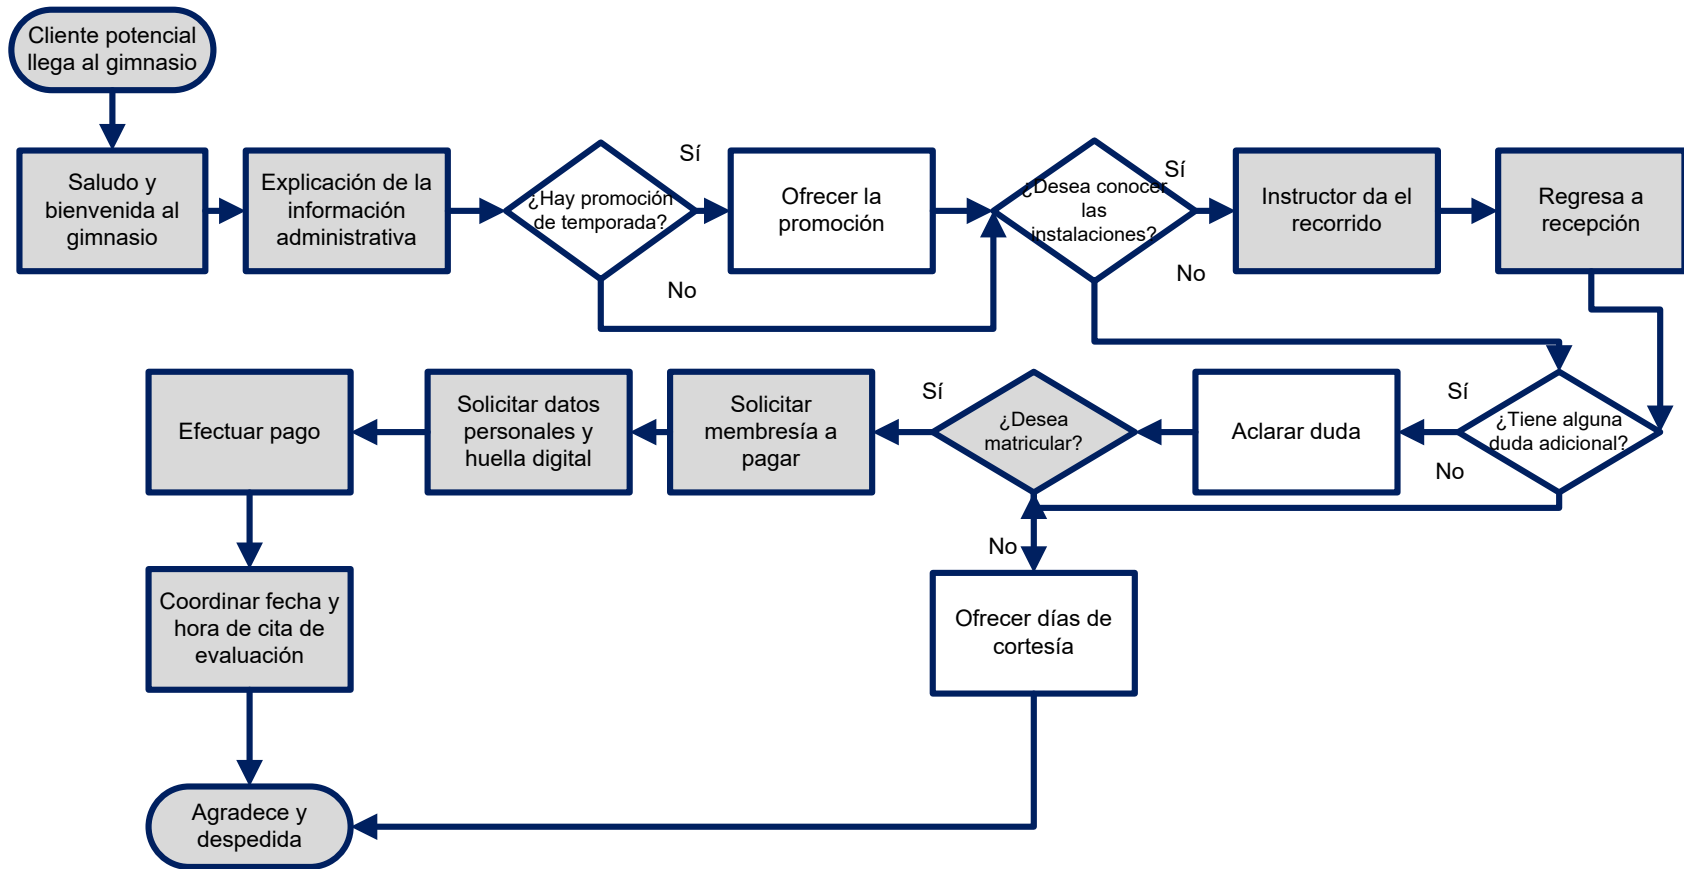 Cliente potencial
llega al gimnasio
Saludo y
bienvenida al
gimnasio
Explicación de la
información
administrativa
¿Hay promoción
de temporada?
Sí
No
Ofrecer la
promoción
¿Desea conocer
las
instalaciones?
Sí
No
Instructor da el
recorrido
Regresa a
recepción
¿Tiene alguna
duda adicional?
Sí
No
Aclarar duda
¿Desea
matricular?
Sí
No
Solicitar
membresía a
pagar
Solicitar datos
personales y
huella digital
Efectuar pago
Coordinar fecha y
hora de cita de
evaluación
Ofrecer días de
cortesía
Agradece y
despedida